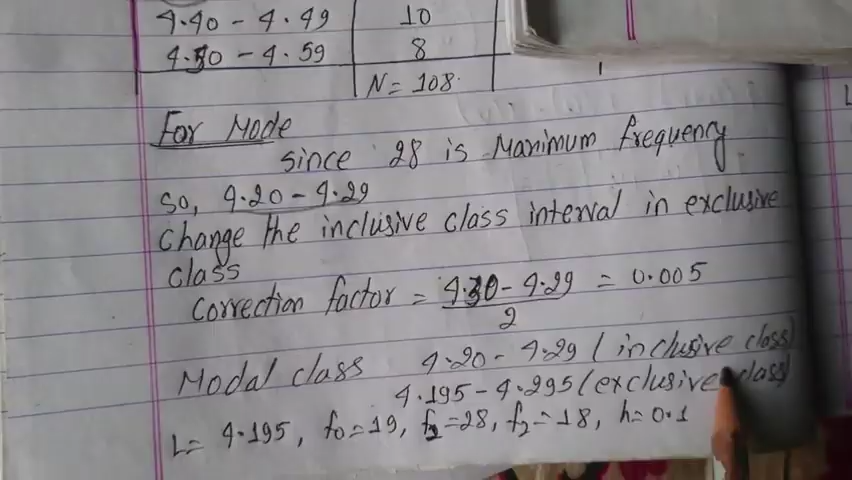 4.40 - 4.49 10
4.50 - 4.59 8
N = 108.
For Mode
since 28 is Maximum frequency
So, 4.20 - 4.29
Change the inclusive class interval in exclusive
class
Correction factor = 4.30 - 4.29 / 2 = 0.005
Modal class 4.20 - 4.29 (inclusive class)
4.195 - 4.295 (exclusive class)
L = 4.195, f0 = 19, f1 = 28, f2 = 18, h = 0.1